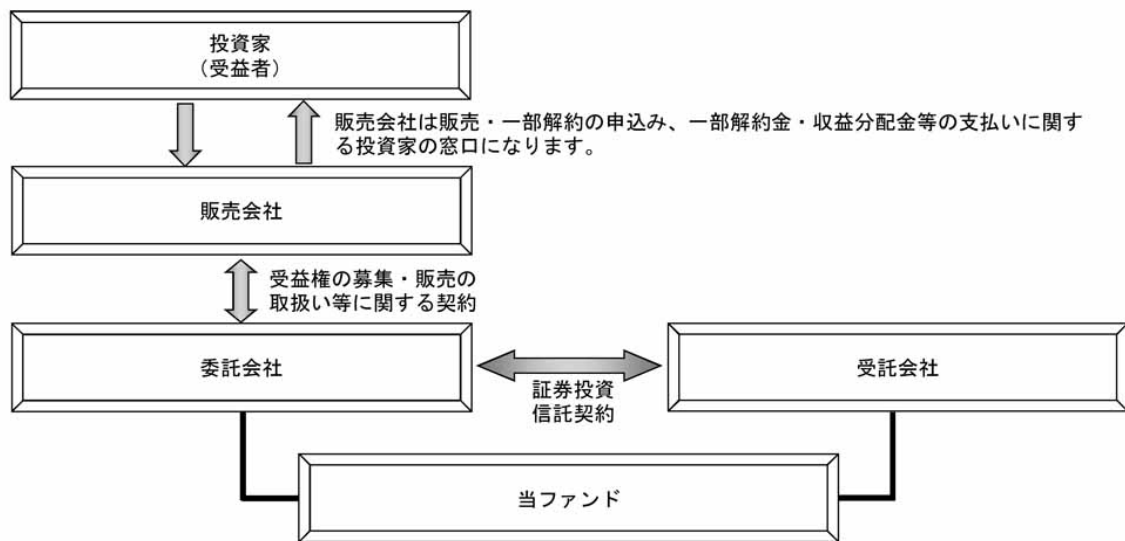 投資家
(受益者)
販売会社は販売・一部解約の申込み、一部解約金・収益分配金等の支払いに関す
る投資家の窓口になります。
販売会社
受益権の募集・販売の
取扱い等に関する契約
委託会社
受託会社
証券投資
信託契約
当ファンド